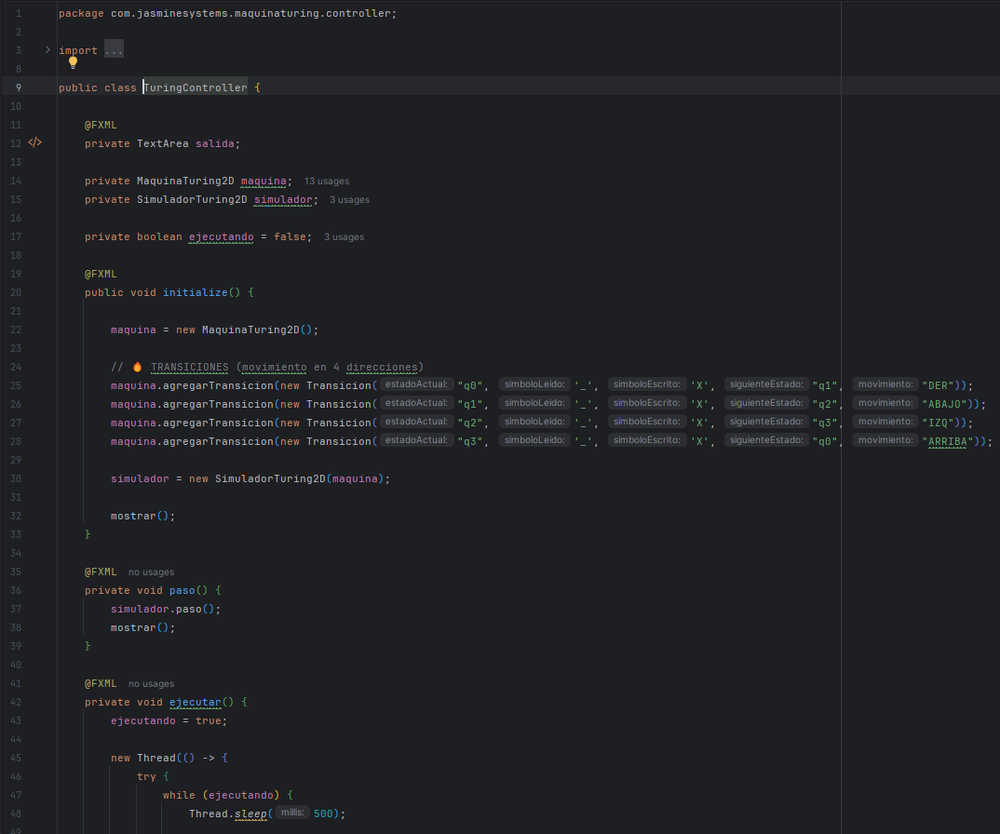 1 package com.jasminesystems.maquinaturing.controller;
2
3 import ...
8
9 public class TuringController {
10
11 @FXML
12 private TextArea salida;
13
14 private MaquinaTuring2D maquina; 13 usages
15 private SimuladorTuring2D simulador; 3 usages
16
17 private boolean ejecutando = false; 3 usages
18
19 @FXML
20 public void initialize() {
21
22 maquina = new MaquinaTuring2D();
23
24 // 🔥 TRANSICIONES (movimiento en 4 direcciones)
25 maquina.agregarTransicion(new Transicion( estadoActual: "q0", simboloLeido: '_', simboloEscrito: 'X', siguienteEstado: "q1", movimiento: "DER"));
26 maquina.agregarTransicion(new Transicion( estadoActual: "q1", simboloLeido: '_', simboloEscrito: 'X', siguienteEstado: "q2", movimiento: "ABAJO"));
27 maquina.agregarTransicion(new Transicion( estadoActual: "q2", simboloLeido: '_', simboloEscrito: 'X', siguienteEstado: "q3", movimiento: "IZQ"));
28 maquina.agregarTransicion(new Transicion( estadoActual: "q3", simboloLeido: '_', simboloEscrito: 'X', siguienteEstado: "q0", movimiento: "ARRIBA"));
29
30 simulador = new SimuladorTuring2D(maquina);
31
32 mostrar();
33 }
34
35 @FXML no usages
36 private void paso() {
37 simulador.paso();
38 mostrar();
39 }
40
41 @FXML no usages
42 private void ejecutar() {
43 ejecutando = true;
44
45 new Thread(() -> {
46 try {
47 while (ejecutando) {
48 Thread.sleep( millis: 500);
49